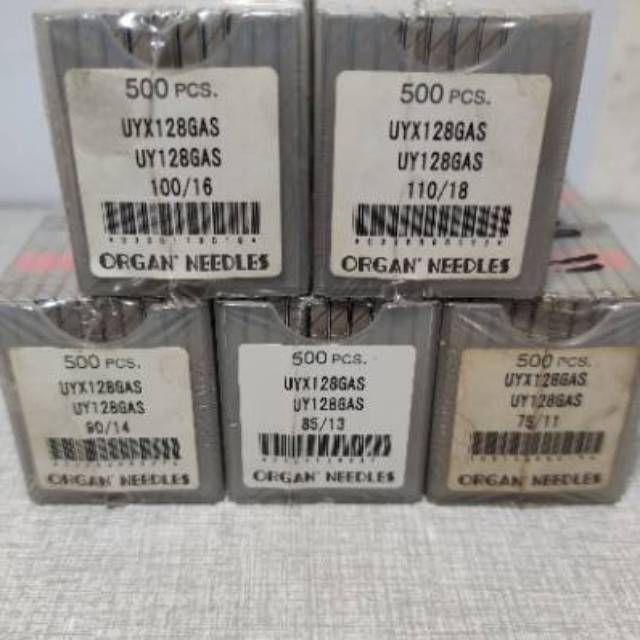 500 PCS.
UYX128GAS
UY128GAS
100/16
ORGAN® NEEDLES
500 PCS.
UYX128GAS
UY128GAS
110/18
ORGAN® NEEDLES
500 PCS.
UYX128GAS
UY128GAS
90/14
ORGAN® NEEDLES
500 PCS.
UYX128GAS
UY128GAS
85/13
ORGAN® NEEDLES
500 PCS.
UYX128GAS
UY128GAS
75/11
ORGAN® NEEDLES